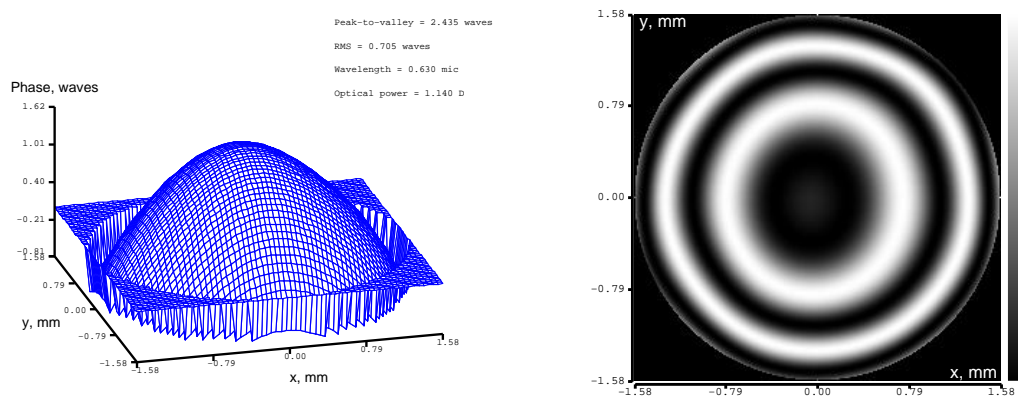 Peak-to-valley = 2.435 waves
RMS = 0.705 waves
Wavelength = 0.630 mic
Optical power = 1.140 D
Phase, waves
1.62
1.01
0.40
-0.21
-0.81
1.58
0.79
0.00
-0.79
-1.58
y, mm
-1.58
-0.79
0.00
0.79
1.58
x, mm
1.58
y, mm
0.79
0.00
-0.79
-1.58
x, mm
-1.58
-0.79
0.00
0.79
1.58